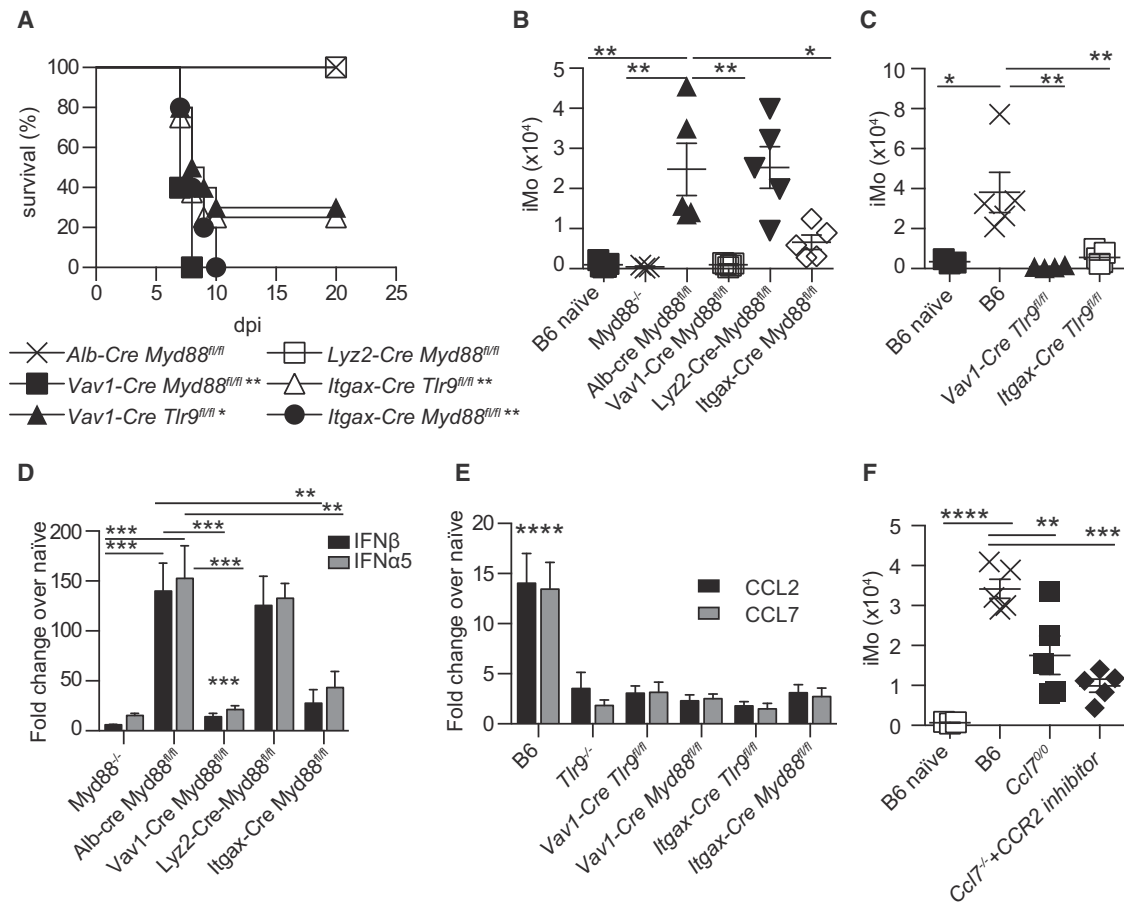 A
100
80
60
40
20
0
survival (%)
0 5 10 15 20 25
dpi
Alb-Cre Myd88fl/fl
Lyz2-Cre Myd88fl/fl
Vav1-Cre Myd88fl/fl **
Itgax-Cre Tlr9fl/fl **
Vav1-Cre Tlr9fl/fl *
Itgax-Cre Myd88fl/fl **
B
** *
** **
5
4
3
2
1
0
iMo (x10⁴)
B6 naïve
Myd88-/-
Alb-cre Myd88fl/fl
Vav1-Cre Myd88fl/fl
Lyz2-Cre-Myd88fl/fl
Itgax-Cre Myd88fl/fl
C
**
* **
10
8
6
4
2
0
iMo (x10⁴)
B6 naïve
B6
Vav1-Cre Tlr9fl/fl
Itgax-Cre Tlr9fl/fl
D
**
**
*** ***
***
***
***
200
150
100
50
0
Fold change over naïve
IFNβ
IFNα5
Myd88-/-
Alb-cre Myd88fl/fl
Vav1-Cre Myd88fl/fl
Lyz2-Cre-Myd88fl/fl
Itgax-Cre Myd88fl/fl
E
****
20
15
10
5
0
Fold change over naïve
CCL2
CCL7
B6
Tlr9-/-
Vav1-Cre Tlr9fl/fl
Vav1-Cre Myd88fl/fl
Itgax-Cre Tlr9fl/fl
Itgax-Cre Myd88fl/fl
F
**** **
***
5
4
3
2
1
0
iMo (x10⁴)
B6 naïve
B6
Ccl70/0
Ccl7-/-+CCR2 inhibitor